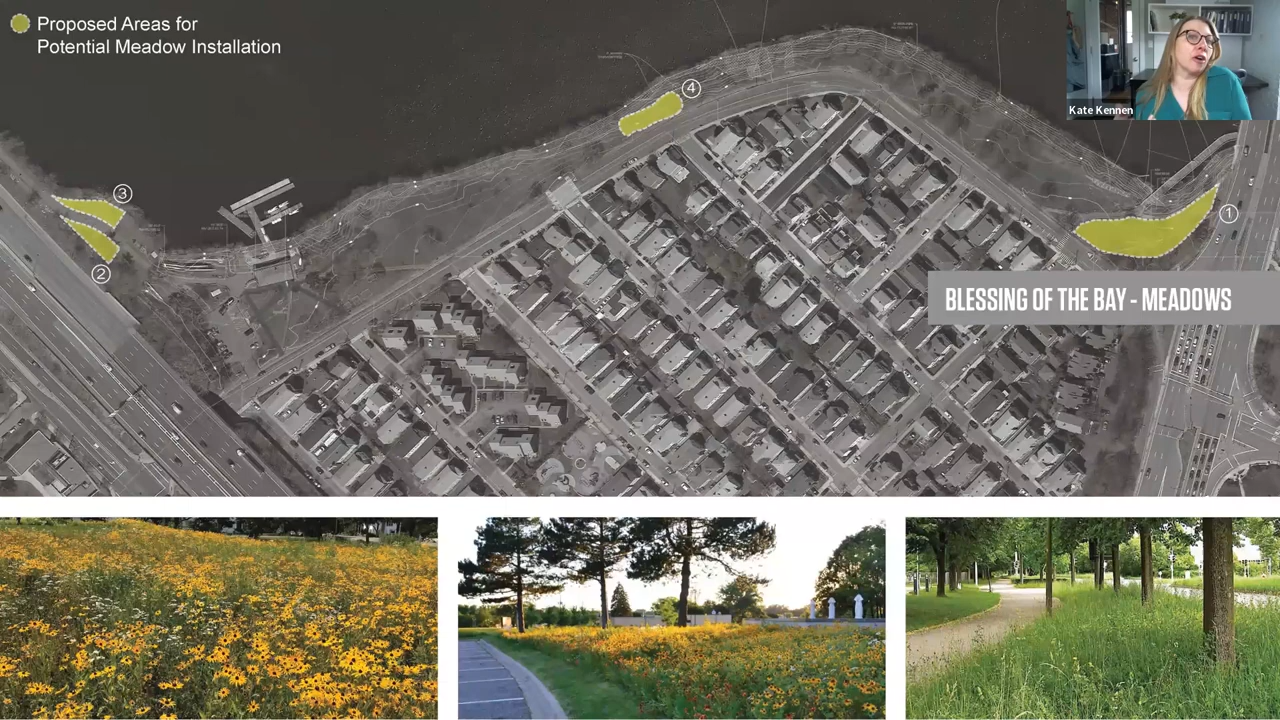 Proposed Areas for
Potential Meadow Installation
Kate Kennen
4
3
1
2
BLESSING OF THE BAY - MEADOWS